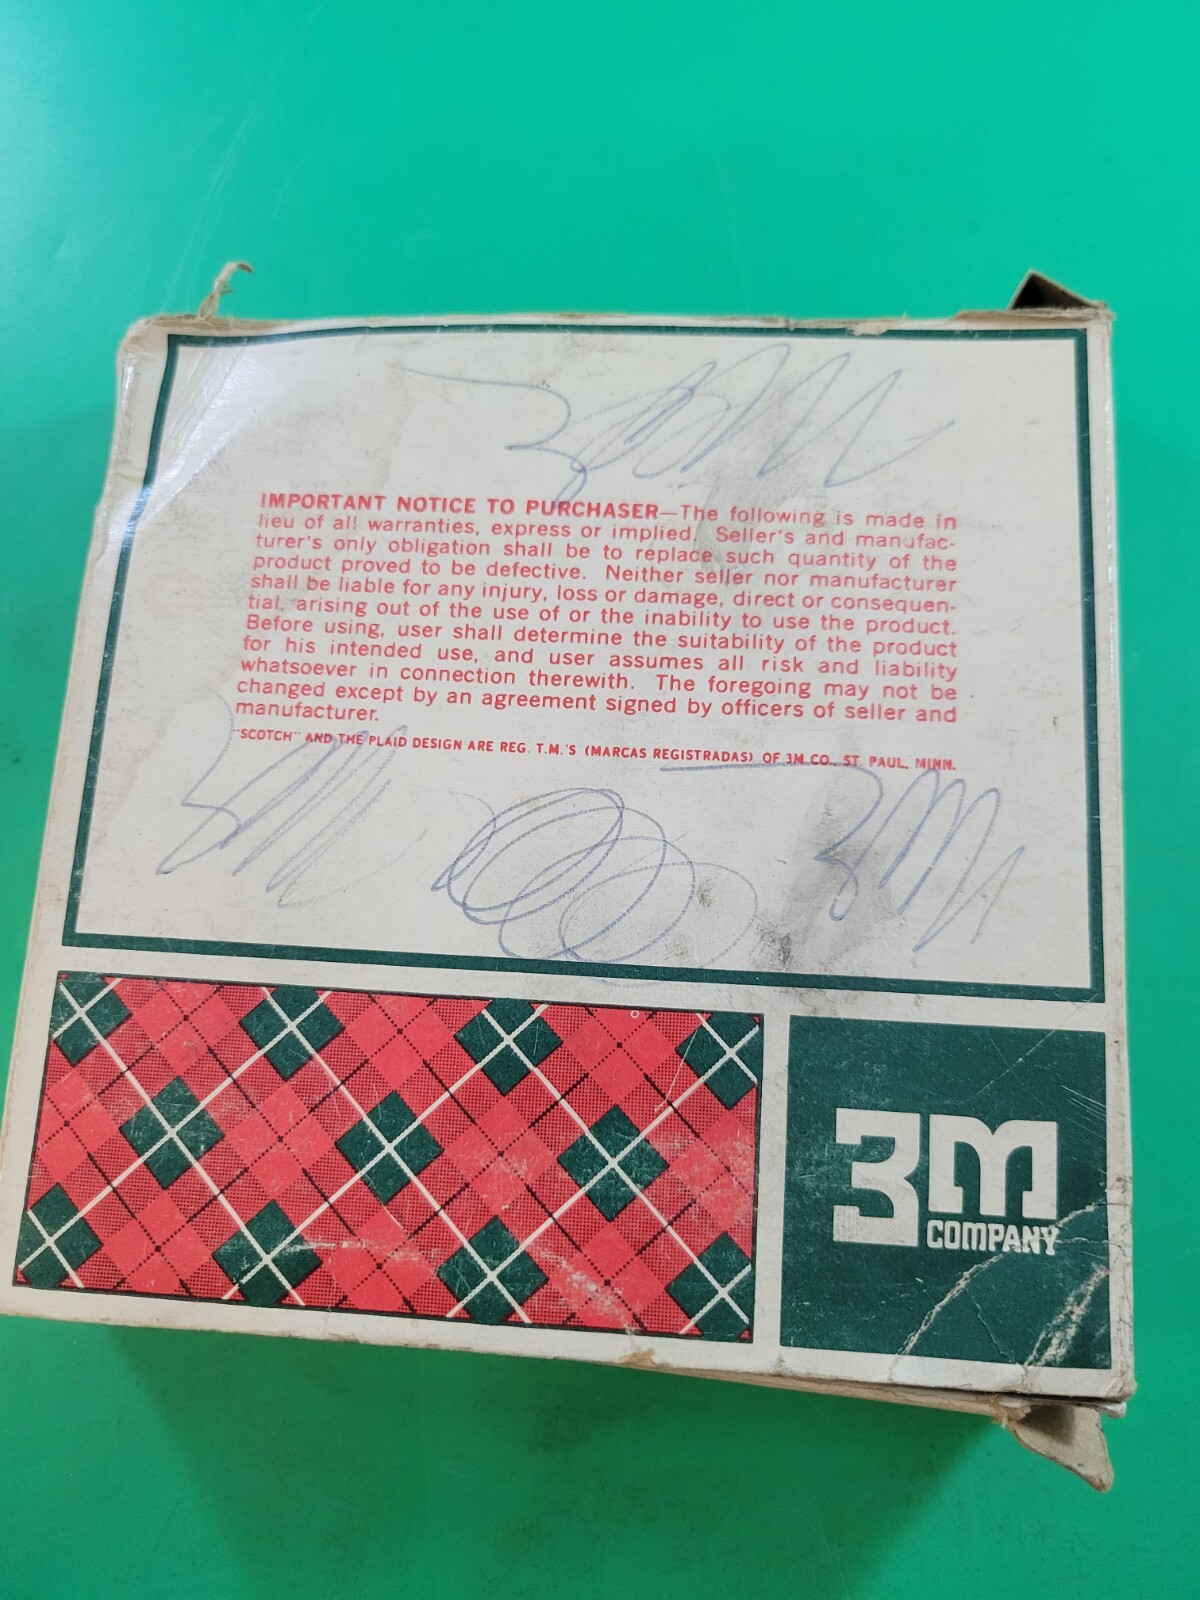 IMPORTANT NOTICE TO PURCHASER—The following is made in
lieu of all warranties, express or implied. Seller's and manufac-
turer's only obligation shall be to replace such quantity of the
product proved to be defective. Neither seller nor manufacturer
shall be liable for any injury, loss or damage, direct or consequen-
tial, arising out of the use of or the inability to use the product.
Before using, user shall determine the suitability of the product
for his intended use, and user assumes all risk and liability
whatsoever in connection therewith. The foregoing may not be
changed except by an agreement signed by officers of seller and
manufacturer.
"SCOTCH" AND THE PLAID DESIGN ARE REG. T.M.'S (MARCAS REGISTRADAS) OF 3M CO., ST. PAUL, MINN.
3M
COMPANY